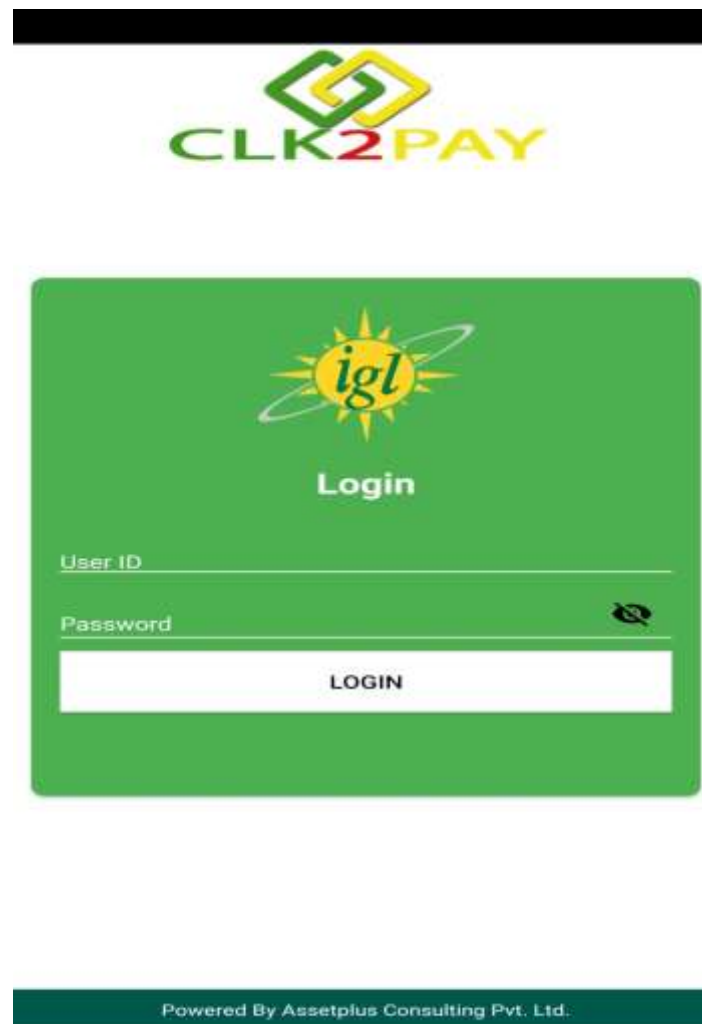 CLK2PAY
igl
Login
User ID
Password
LOGIN
Powered By Assetplus Consulting Pvt. Ltd.